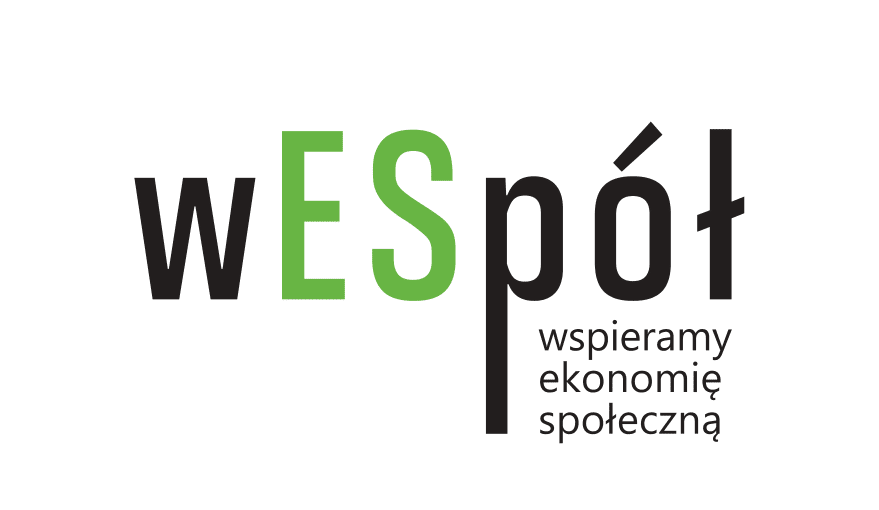 wESpół
wspieramy
ekonomię
społeczną